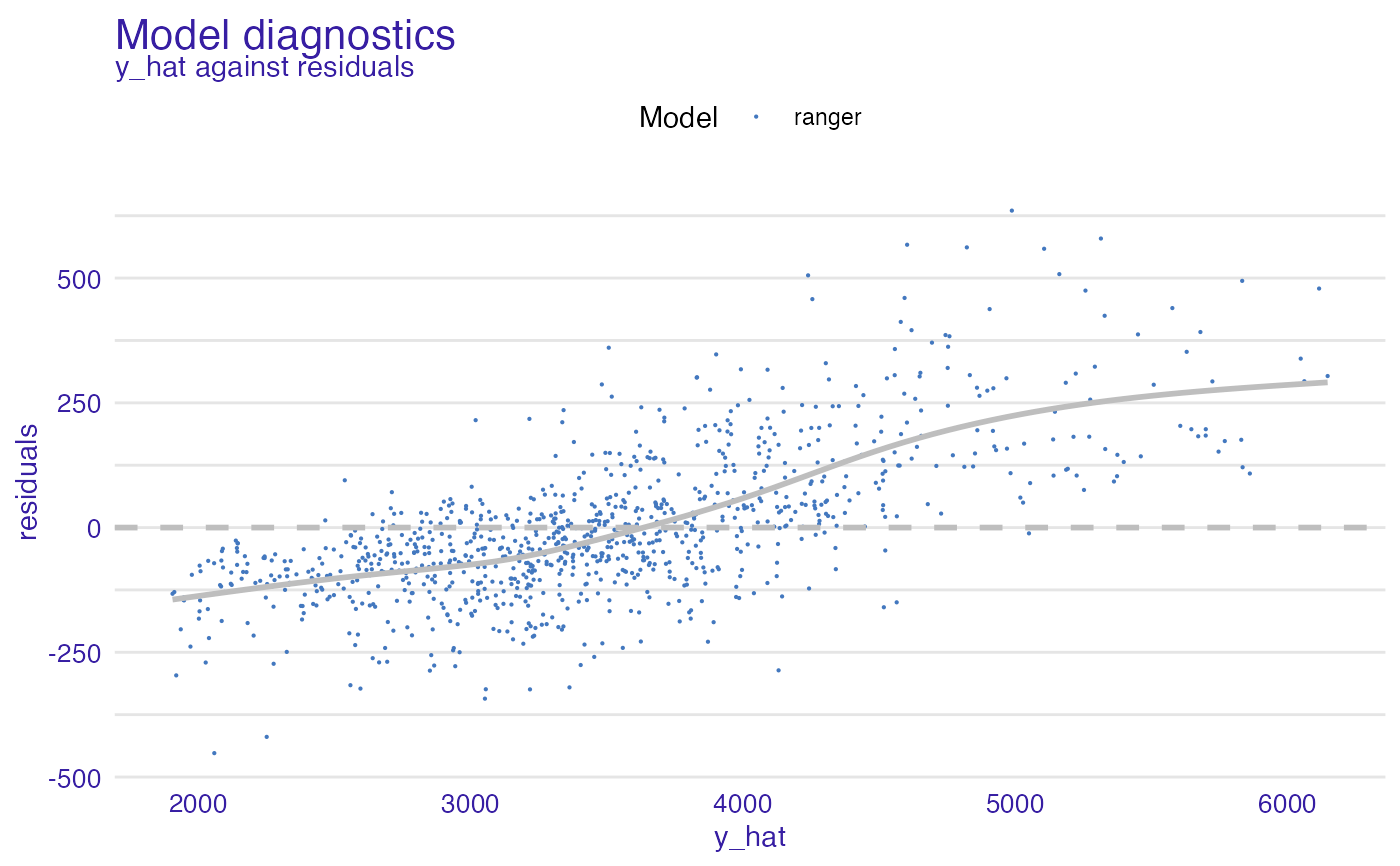 Model diagnostics
y_hat against residuals
Model ranger
500
250
0
-250
-500
residuals
2000 3000 4000 5000 6000
y_hat